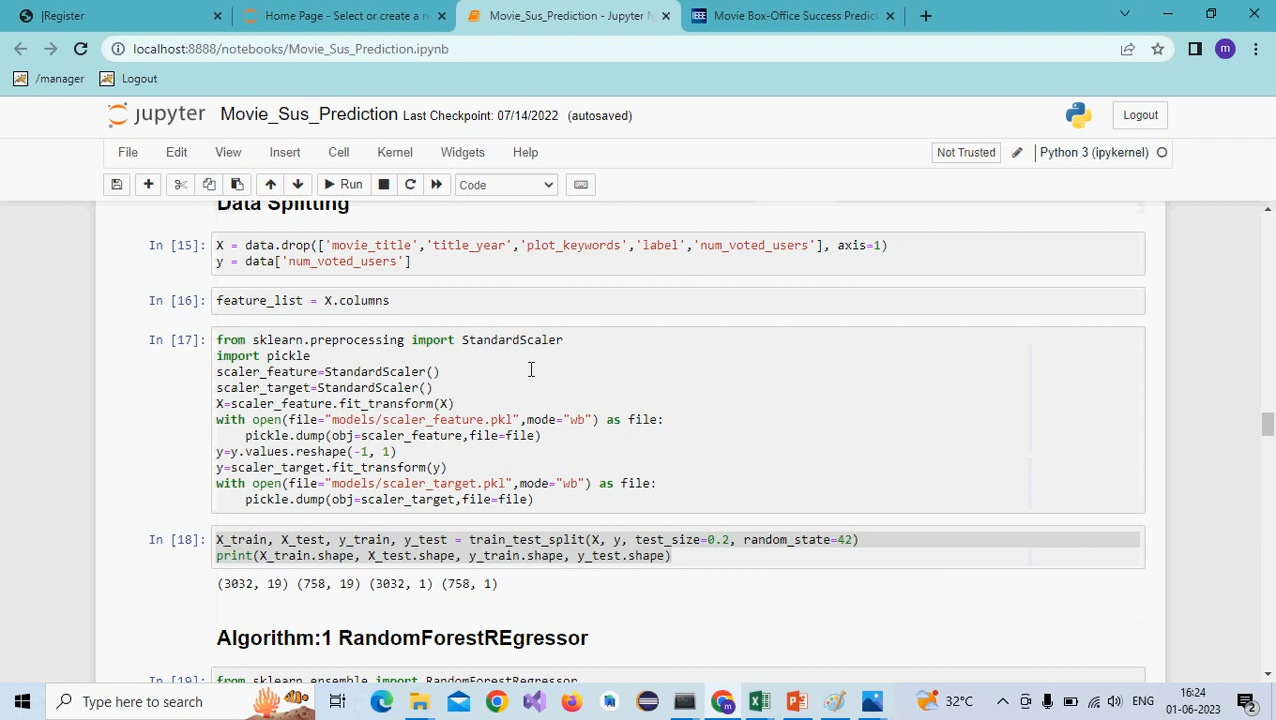 |Register
Home Page - Select or create a n
Movie_Sus_Prediction - Jupyter N
IEEE
Movie Box-Office Success Predict
localhost:8888/notebooks/Movie_Sus_Prediction.ipynb
m
/manager
Logout
jupyter
Movie_Sus_Prediction Last Checkpoint: 07/14/2022 (autosaved)
Logout
File Edit View Insert Cell Kernel Widgets Help
Not Trusted
Python 3 (ipykernel)
Run
Code
Data Splitting
In [15]: X = data.drop(['movie_title','title_year','plot_keywords','label','num_voted_users'], axis=1)
y = data['num_voted_users']
In [16]: feature_list = X.columns
In [17]: from sklearn.preprocessing import StandardScaler
import pickle
scaler_feature=StandardScaler()
scaler_target=StandardScaler()
X=scaler_feature.fit_transform(X)
with open(file="models/scaler_feature.pkl",mode="wb") as file:
    pickle.dump(obj=scaler_feature,file=file)
y=y.values.reshape(-1, 1)
y=scaler_target.fit_transform(y)
with open(file="models/scaler_target.pkl",mode="wb") as file:
    pickle.dump(obj=scaler_target,file=file)
In [18]: X_train, X_test, y_train, y_test = train_test_split(X, y, test_size=0.2, random_state=42)
print(X_train.shape, X_test.shape, y_train.shape, y_test.shape)
(3032, 19) (758, 19) (3032, 1) (758, 1)
Algorithm:1 RandomForestREgressor
In [19]: from sklearn.ensemble import RandomForestRegressor
Type here to search
32°C
ENG
16:24
01-06-2023
2